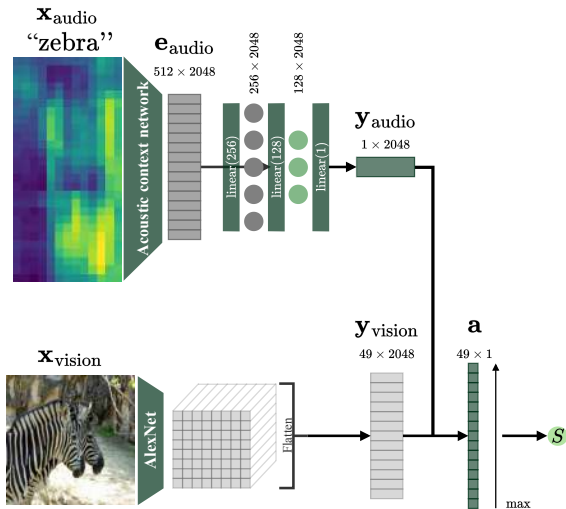 x_audio
“zebra”
e_audio
512 × 2048
256 × 2048
128 × 2048
Acoustic context network
linear(256)
linear(128)
linear(1)
y_audio
1 × 2048
x_vision
AlexNet
Flatten
y_vision
49 × 2048
a
49 × 1
max
S